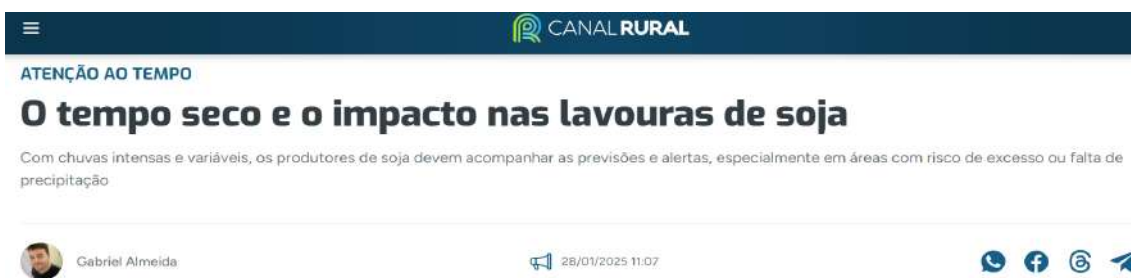 CANAL RURAL
ATENÇÃO AO TEMPO
O tempo seco e o impacto nas lavouras de soja
Com chuvas intensas e variáveis, os produtores de soja devem acompanhar as previsões e alertas, especialmente em áreas com risco de excesso ou falta de
precipitação
Gabriel Almeida
28/01/2025 11:07